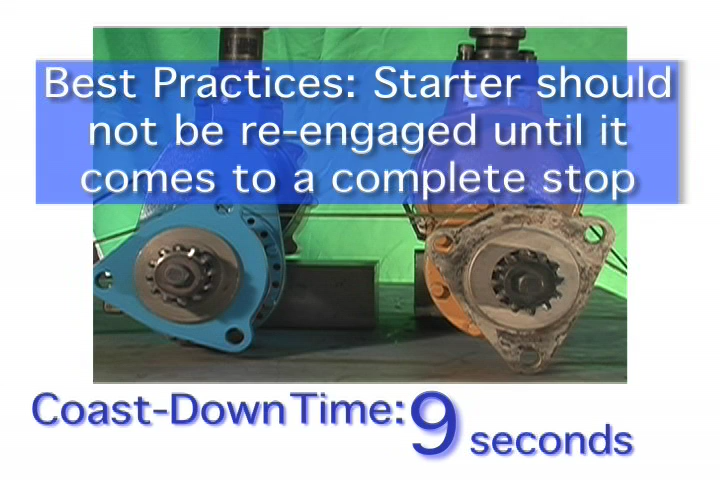 Best Practices: Starter should
not be re-engaged until it
comes to a complete stop
Coast-Down Time: 9 seconds